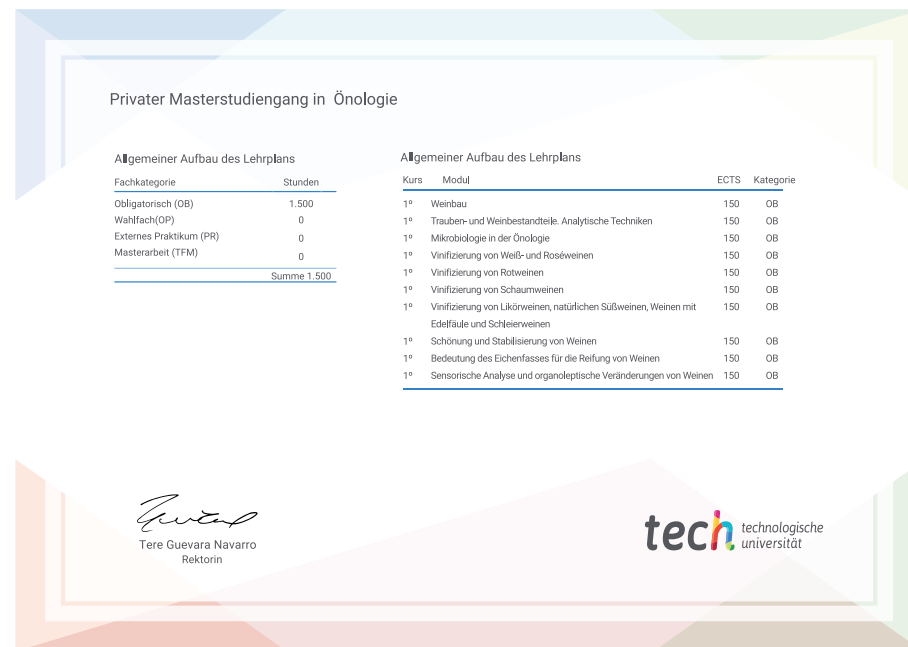 Privater Masterstudiengang in Önologie
Allgemeiner Aufbau des Lehrplans
Fachkategorie Stunden
Obligatorisch (OB) 1.500
Wahlfach(OP) 0
Externes Praktikum (PR) 0
Masterarbeit (TFM) 0
Summe 1.500
Allgemeiner Aufbau des Lehrplans
Kurs Modul ECTS Kategorie
1º Weinbau 150 OB
1º Trauben- und Weinbestandteile. Analytische Techniken 150 OB
1º Mikrobiologie in der Önologie 150 OB
1º Vinifizierung von Weiß- und Roséweinen 150 OB
1º Vinifizierung von Rotweinen 150 OB
1º Vinifizierung von Schaumweinen 150 OB
1º Vinifizierung von Likörweinen, natürlichen Süßweinen, Weinen mit 150 OB
Edelfäule und Schleierweinen
1º Schönung und Stabilisierung von Weinen 150 OB
1º Bedeutung des Eichenfasses für die Reifung von Weinen 150 OB
1º Sensorische Analyse und organoleptische Veränderungen von Weinen 150 OB
Tere Guevara Navarro
Rektorin
tech technologische
universität